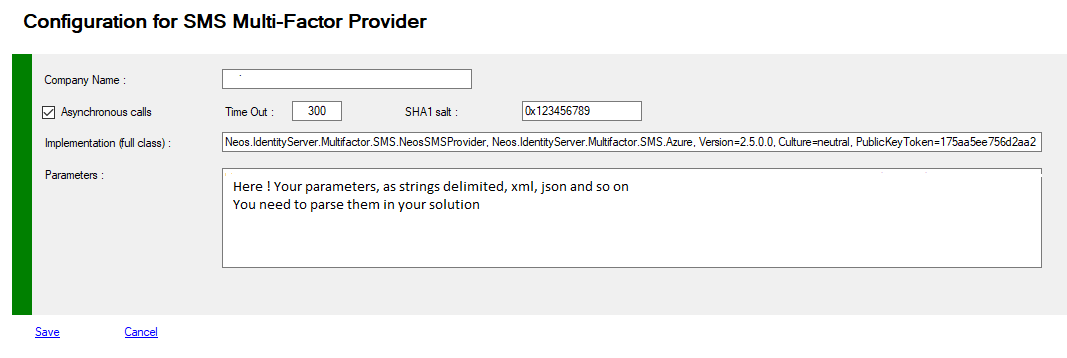 Configuration for SMS Multi-Factor Provider
Company Name :
Asynchronous calls Time Out : 300 SHA1 salt : 0x123456789
Implementation (full class) : Neos.IdentityServer.Multifactor.SMS.NeosSMSProvider, Neos.IdentityServer.Multifactor.SMS.Azure, Version=2.5.0.0, Culture=neutral, PublicKeyToken=175aa5ee756d2aa2
Parameters : Here ! Your parameters, as strings delimited, xml, json and so on
You need to parse them in your solution
Save Cancel